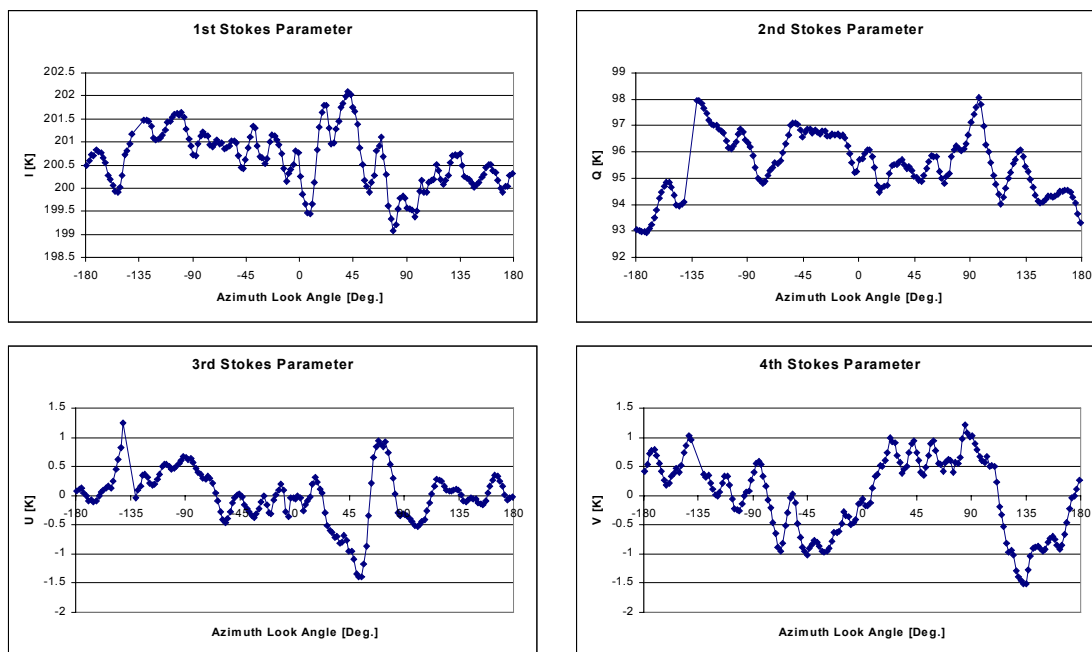 1st Stokes Parameter
I [K]
202.5
202
201.5
201
200.5
200
199.5
199
198.5
-180 -135 -90 -45 0 45 90 135 180
Azimuth Look Angle [Deg.]
2nd Stokes Parameter
Q [K]
99
98
97
96
95
94
93
92
-180 -135 -90 -45 0 45 90 135 180
Azimuth Look Angle [Deg.]
3rd Stokes Parameter
U [K]
1.5
1
0.5
0
-0.5
-1
-1.5
-2
-180 -135 -90 -45 0 45 90 135 180
Azimuth Look Angle [Deg.]
4th Stokes Parameter
V [K]
1.5
1
0.5
0
-0.5
-1
-1.5
-2
-180 -135 -90 -45 0 45 90 135 180
Azimuth Look Angle [Deg.]